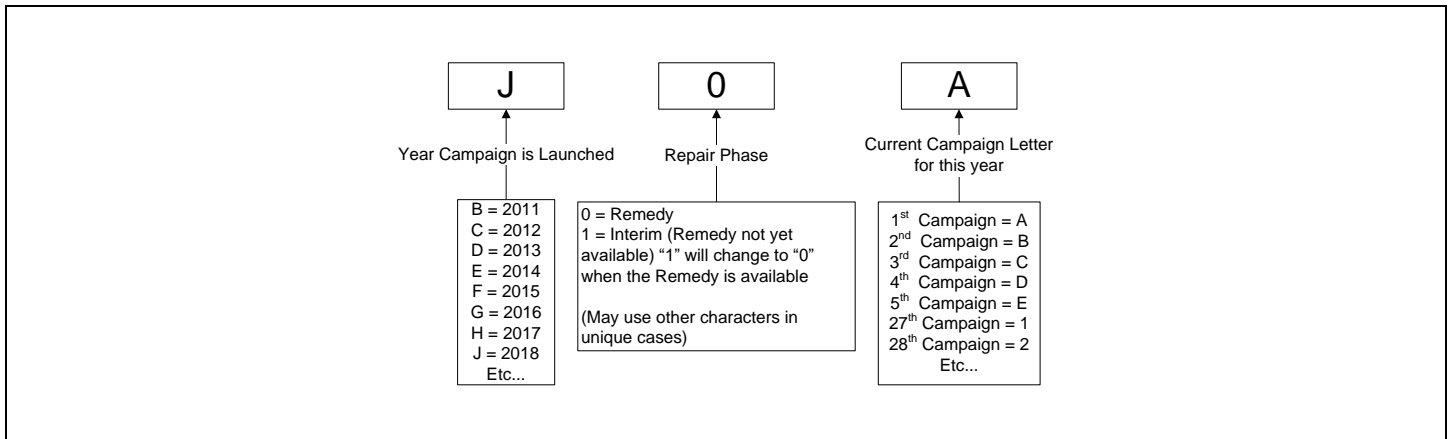 J
0
A
Year Campaign is Launched
Repair Phase
Current Campaign Letter
for this year
B = 2011
C = 2012
D = 2013
E = 2014
F = 2015
G = 2016
H = 2017
J = 2018
Etc...
0 = Remedy
1 = Interim (Remedy not yet
available) “1” will change to “0”
when the Remedy is available
(May use other characters in
unique cases)
1st Campaign = A
2nd Campaign = B
3rd Campaign = C
4th Campaign = D
5th Campaign = E
27th Campaign = 1
28th Campaign = 2
Etc...